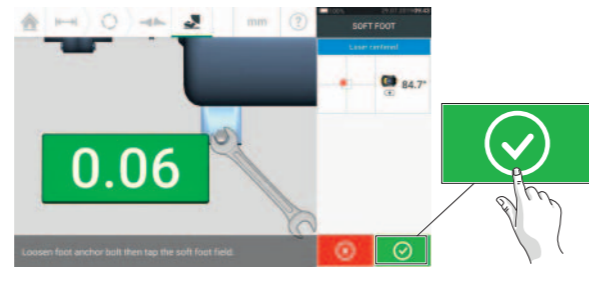 mm
?
SOFT FOOT
Laser centered
84.7°
0.06
Loosen foot anchor bolt then tap the soft foot field.